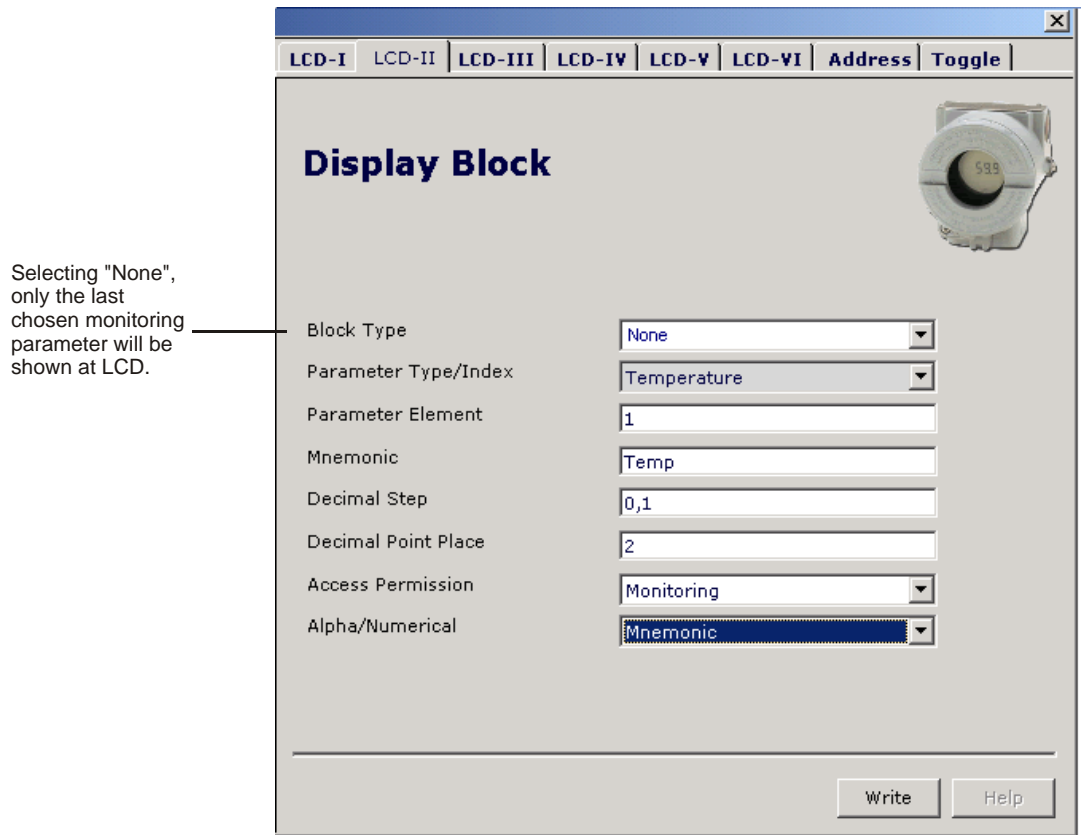 LCD-I LCD-II LCD-III LCD-IV LCD-V LCD-VI Address Toggle
Display Block
59.9
Selecting "None",
only the last
chosen monitoring
parameter will be
shown at LCD.
Block Type None
Parameter Type/Index Temperature
Parameter Element 1
Mnemonic Temp
Decimal Step 0,1
Decimal Point Place 2
Access Permission Monitoring
Alpha/Numerical Mnemonic
Write Help